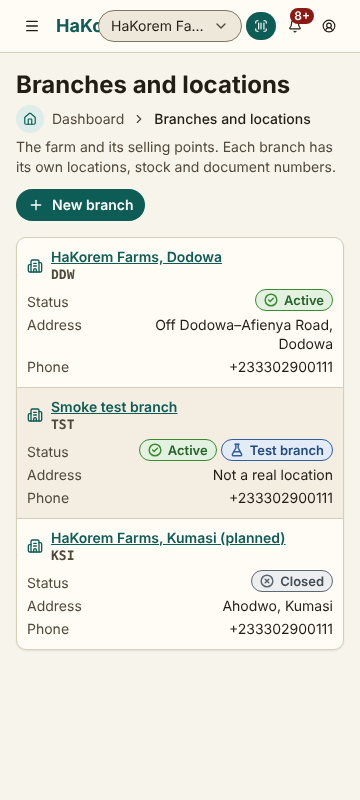 HaKo
HaKorem Fa...
8+
Branches and locations
Dashboard
Branches and locations
The farm and its selling points. Each branch has
its own locations, stock and document numbers.
New branch
HaKorem Farms, Dodowa
DDW
Status
Active
Address
Off Dodowa–Afienya Road,
Dodowa
Phone
+233302900111
Smoke test branch
TST
Status
Active
Test branch
Address
Not a real location
Phone
+233302900111
HaKorem Farms, Kumasi (planned)
KSI
Status
Closed
Address
Ahodwo, Kumasi
Phone
+233302900111